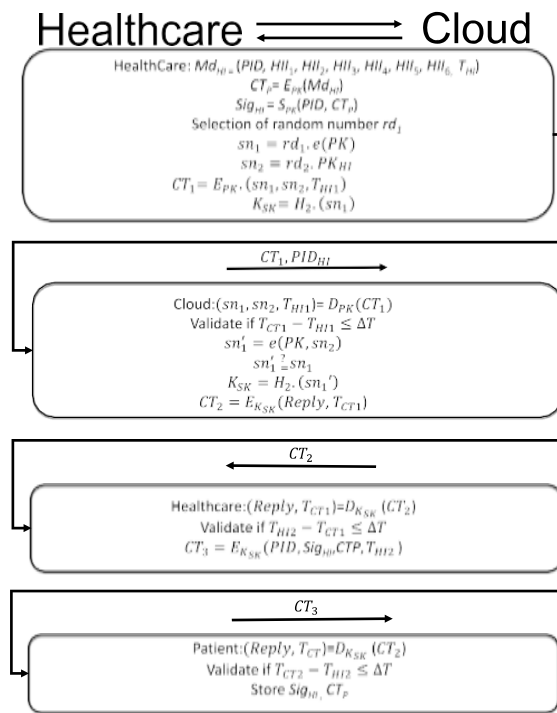 Healthcare Cloud
HealthCare: Md_HI = (PID, HII_1, HII_2, HII_3, HII_4, HII_5, HII_6, T_HI)
CT_P = E_PK(Md_HI)
Sig_HI = S_PK(PID, CT_P)
Selection of random number rd_1
sn_1 = rd_1. e(PK)
sn_2 = rd_2. PK_HI
CT_1 = E_PK. (sn_1, sn_2, T_HI1)
K_SK = H_2. (sn_1)
CT_1, PID_HI
Cloud:(sn_1, sn_2, T_HI1)= D_PK(CT_1)
Validate if T_CT1 − T_HI1 ≤ ΔT
sn_1′ = e(PK, sn_2)
sn_1′ ≟ sn_1
K_SK = H_2. (sn_1′)
CT_2 = E_K_SK(Reply, T_CT1)
CT_2
Healthcare:(Reply, T_CT1)=D_K_SK (CT_2)
Validate if T_HI2 − T_CT1 ≤ ΔT
CT_3 = E_K_SK(PID, Sig_HI, CTP, T_HI2 )
CT_3
Patient:(Reply, T_CT)=D_K_SK (CT_2)
Validate if T_CT2 − T_HI2 ≤ ΔT
Store Sig_HI, CT_P